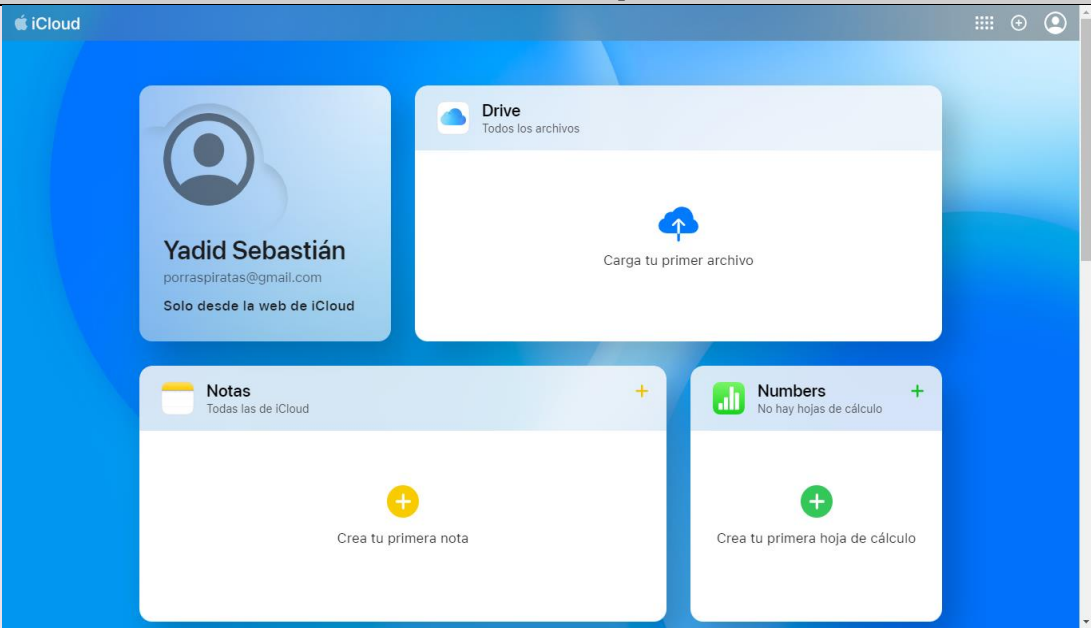 iCloud
Drive
Todos los archivos
Carga tu primer archivo
Yadid Sebastián
porraspiratas@gmail.com
Solo desde la web de iCloud
Notas
Todas las de iCloud
Crea tu primera nota
Numbers
No hay hojas de cálculo
Crea tu primera hoja de cálculo